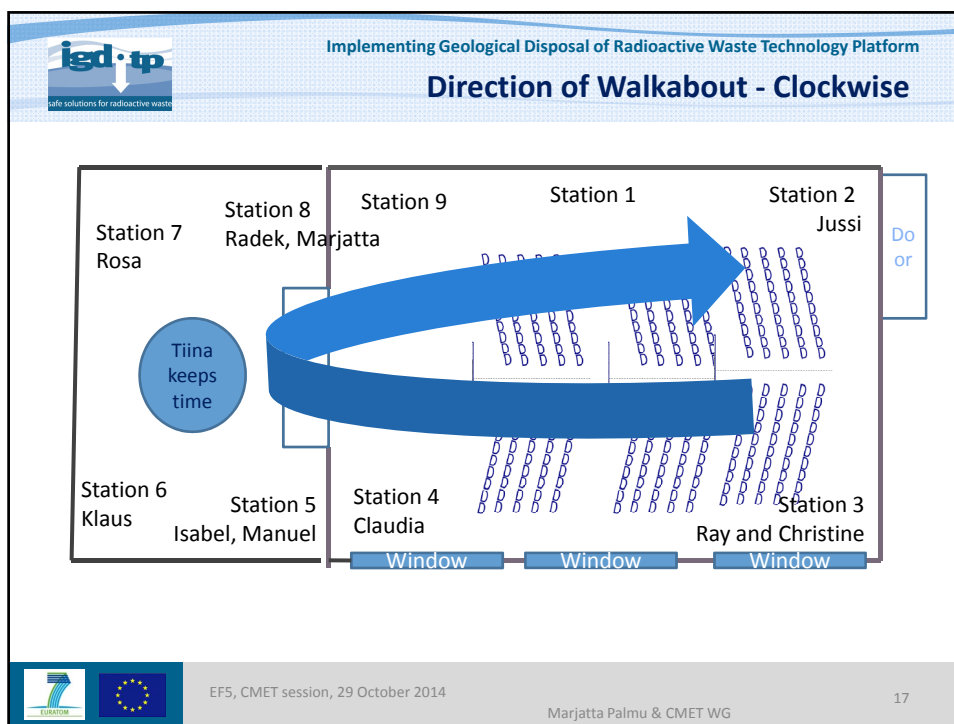 Implementing Geological Disposal of Radioactive Waste Technology Platform
igd·tp
safe solutions for radioactive waste
Direction of Walkabout - Clockwise
Station 7
Rosa
Station 8
Radek, Marjatta
Station 9
Station 1
Station 2
Jussi
Do
or
Tiina
keeps
time
Station 6
Klaus
Station 5
Isabel, Manuel
Station 4
Claudia
Station 3
Ray and Christine
Window
Window
Window
7
EURATOM
EF5, CMET session, 29 October 2014
Marjatta Palmu & CMET WG
17